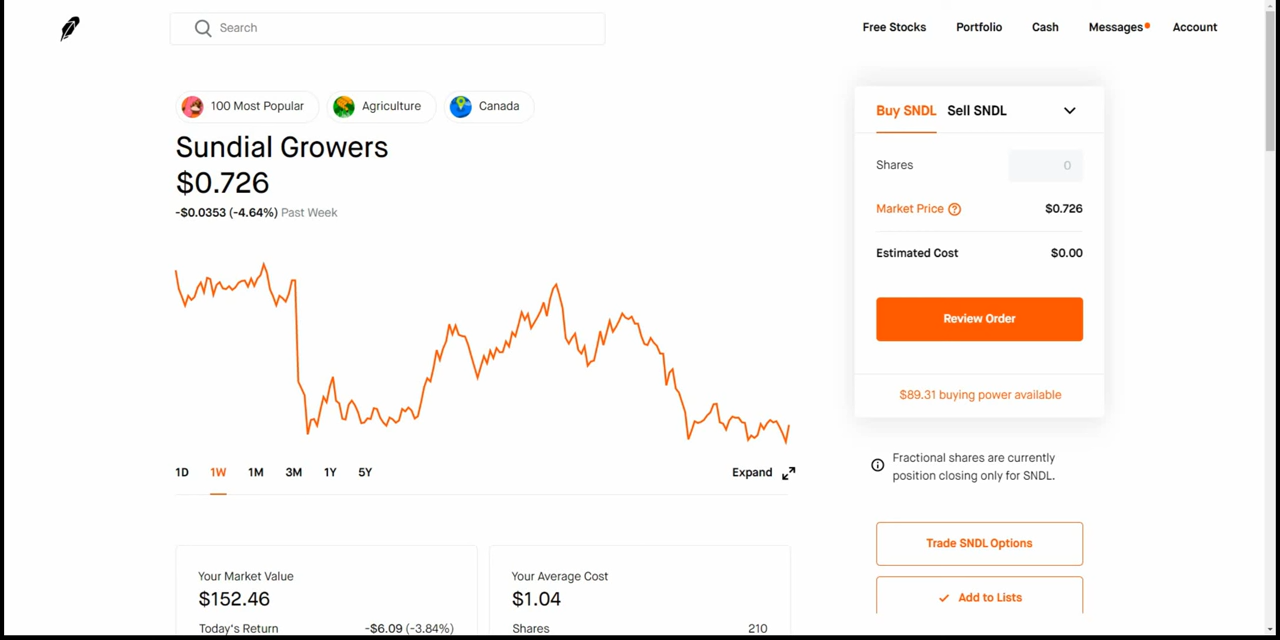 Search
Free Stocks Portfolio Cash Messages Account
100 Most Popular Agriculture Canada
Sundial Growers
$0.726
-$0.0353 (-4.64%) Past Week
1D 1W 1M 3M 1Y 5Y Expand
Your Market Value
$152.46
Today's Return -$6.09 (-3.84%)
Your Average Cost
$1.04
Shares 210
Buy SNDL Sell SNDL
Shares 0
Market Price ? $0.726
Estimated Cost $0.00
Review Order
$89.31 buying power available
Fractional shares are currently
position closing only for SNDL.
Trade SNDL Options
Add to Lists